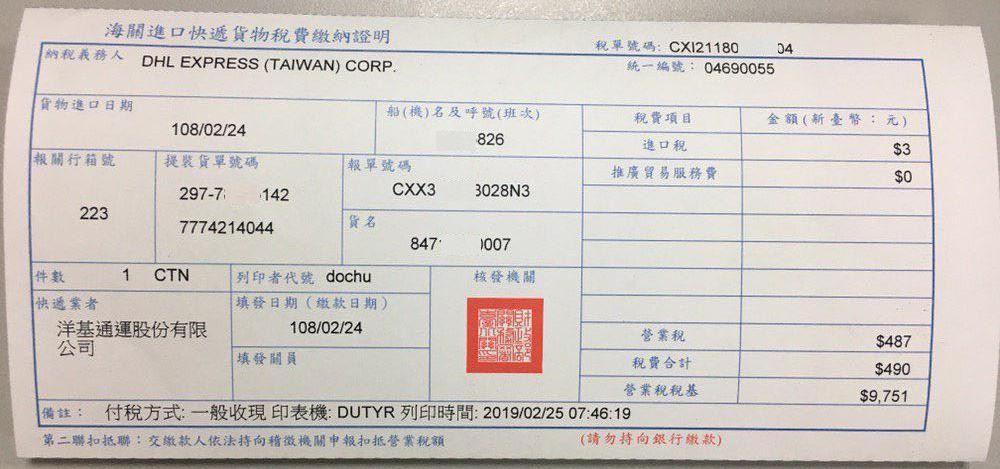 海關進口快遞貨物稅費繳納證明
稅單號碼: CXI21180 04
納稅義務人 DHL EXPRESS (TAIWAN) CORP.
統一編號: 04690055
貨物進口日期
108/02/24
船(機)名及呼號(班次)
826
稅費項目 金額(新臺幣:元)
進口稅 $3
推廣貿易服務費 $0
報關行箱號
223
提裝貨單號碼
297-7 142
7774214044
報單號碼
CXX3 3028N3
貨名
847 0007
件數 1 CTN
列印者代號 dochu
核發機關
快遞業者
洋基通運股份有限
公司
填發日期(繳款日期)
108/02/24
填發關員
營業稅 $487
稅費合計 $490
營業稅稅基 $9,751
備註: 付稅方式: 一般收現 印表機: DUTYR 列印時間: 2019/02/25 07:46:19
第二聯扣抵聯:交繳款人依法持向稽徵機關申報扣抵營業稅額
(請勿持向銀行繳款)